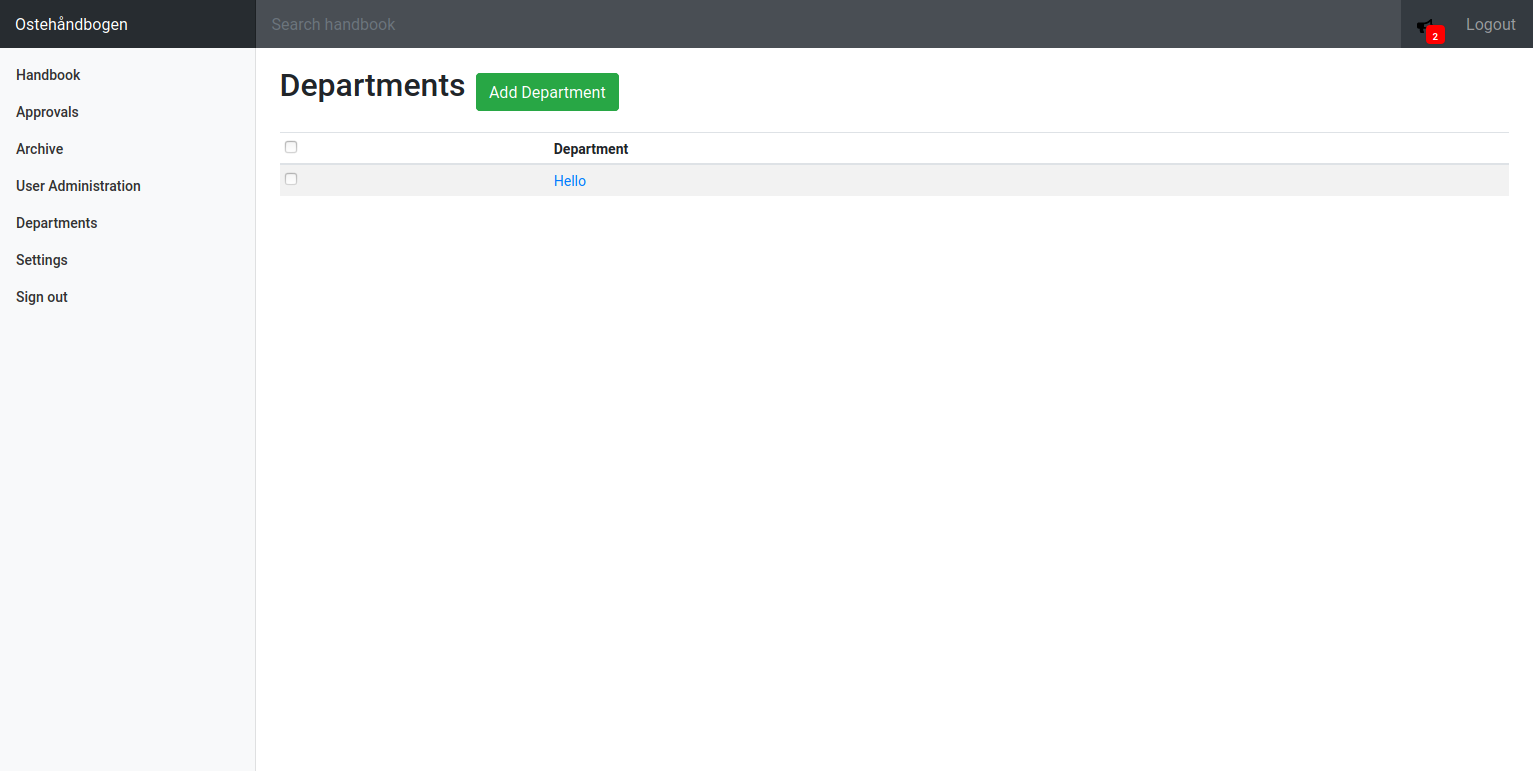 Ostehåndbogen
Search handbook
2
Logout
Handbook
Approvals
Archive
User Administration
Departments
Settings
Sign out
Departments
Add Department
Department
Hello